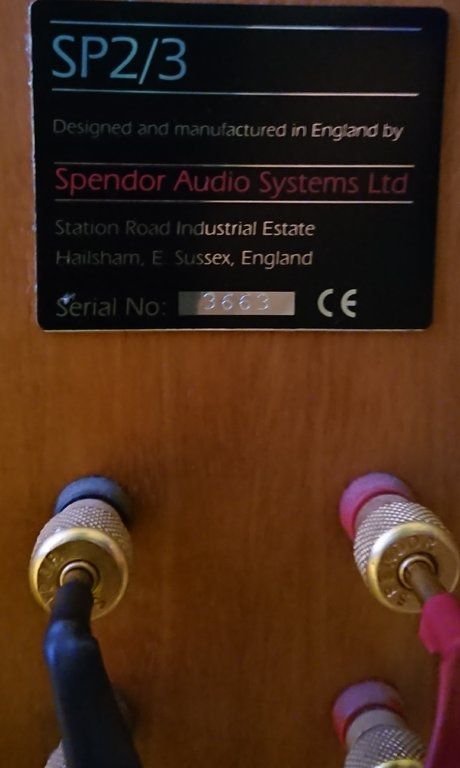 SP2/3
Designed and manufactured in England by
Spendor Audio Systems Ltd
Station Road Industrial Estate
Hailsham, E. Sussex, England
Serial No: 3663 CE